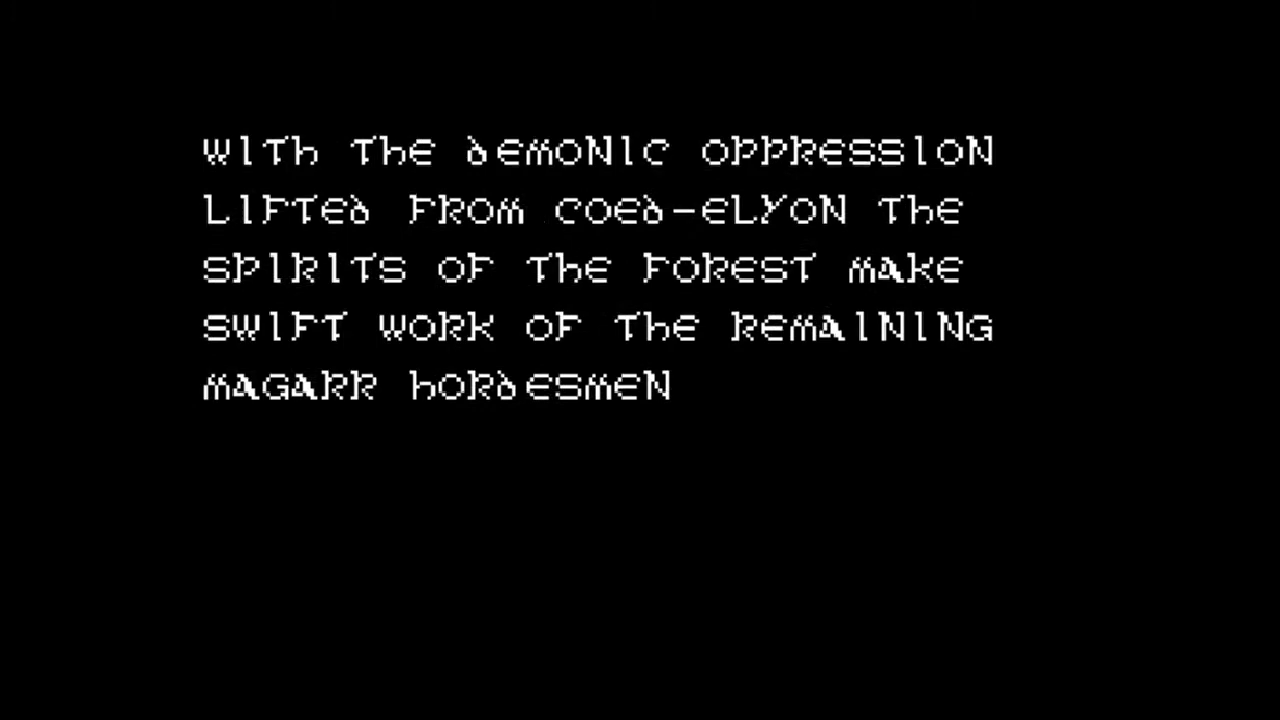 WITH THE DEMONIC OPPRESSION
LIFTED FROM COED-ELYON THE
SPIRITS OF THE FOREST MAKE
SWIFT WORK OF THE REMAINING
MAGARR HORDESMEN